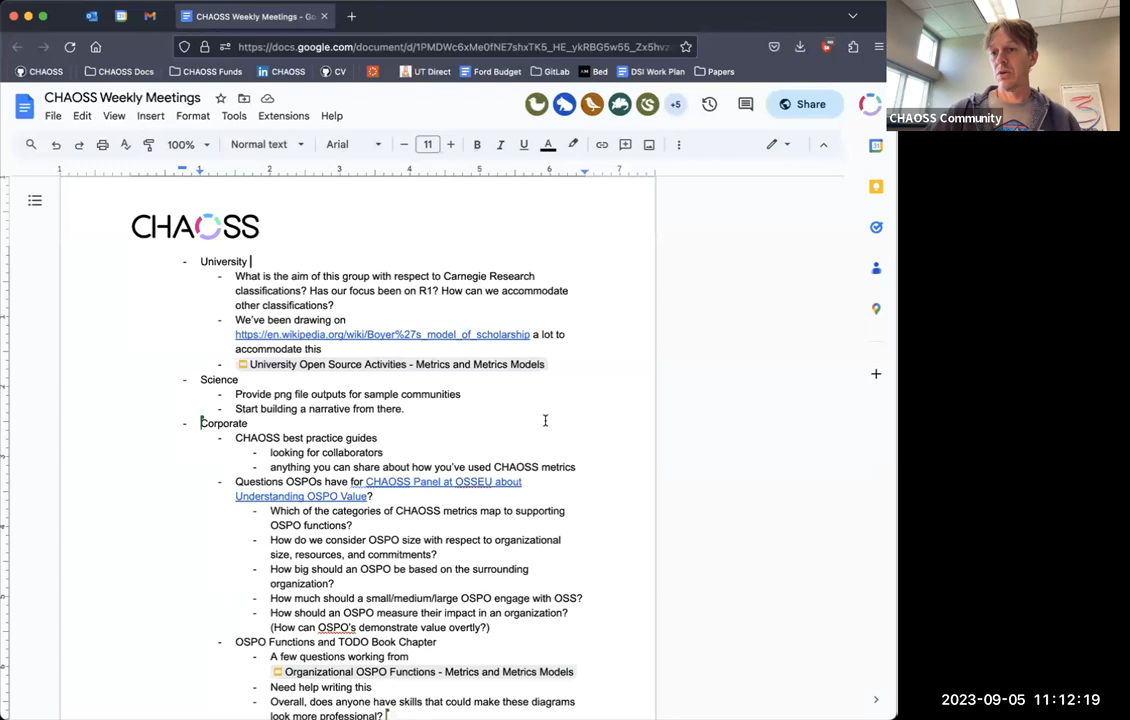 CHAOSS Weekly Meetings - Go
https://docs.google.com/document/d/1PMDWc6xMe0fNE7shxTK5_HE_ykRBG5w55_Zx5hvz
CHAOSS
CHAOSS Docs
CHAOSS Funds
CHAOSS
CV
UT Direct
Ford Budget
GitLab
Bed
DSI Work Plan
Papers
CHAOSS Community
CHAOSS Weekly Meetings
File Edit View Insert Format Tools Extensions Help
+5
Share
100% Normal text Arial 11 B I U A
1 1 2 3 4 5 6 7
CHAOSS
- University
- What is the aim of this group with respect to Carnegie Research
classifications? Has our focus been on R1? How can we accommodate
other classifications?
- We've been drawing on
https://en.wikipedia.org/wiki/Boyer%27s_model_of_scholarship a lot to
accommodate this
- University Open Source Activities - Metrics and Metrics Models
- Science
- Provide png file outputs for sample communities
- Start building a narrative from there.
- Corporate
- CHAOSS best practice guides
- looking for collaborators
- anything you can share about how you've used CHAOSS metrics
- Questions OSPOs have for CHAOSS Panel at OSSEU about
Understanding OSPO Value?
- Which of the categories of CHAOSS metrics map to supporting
OSPO functions?
- How do we consider OSPO size with respect to organizational
size, resources, and commitments?
- How big should an OSPO be based on the surrounding
organization?
- How much should a small/medium/large OSPO engage with OSS?
- How should an OSPO measure their impact in an organization?
(How can OSPO's demonstrate value overtly?)
- OSPO Functions and TODO Book Chapter
- A few questions working from
Organizational OSPO Functions - Metrics and Metrics Models
- Need help writing this
- Overall, does anyone have skills that could make these diagrams
look more professional?
2023-09-05 11:12:19